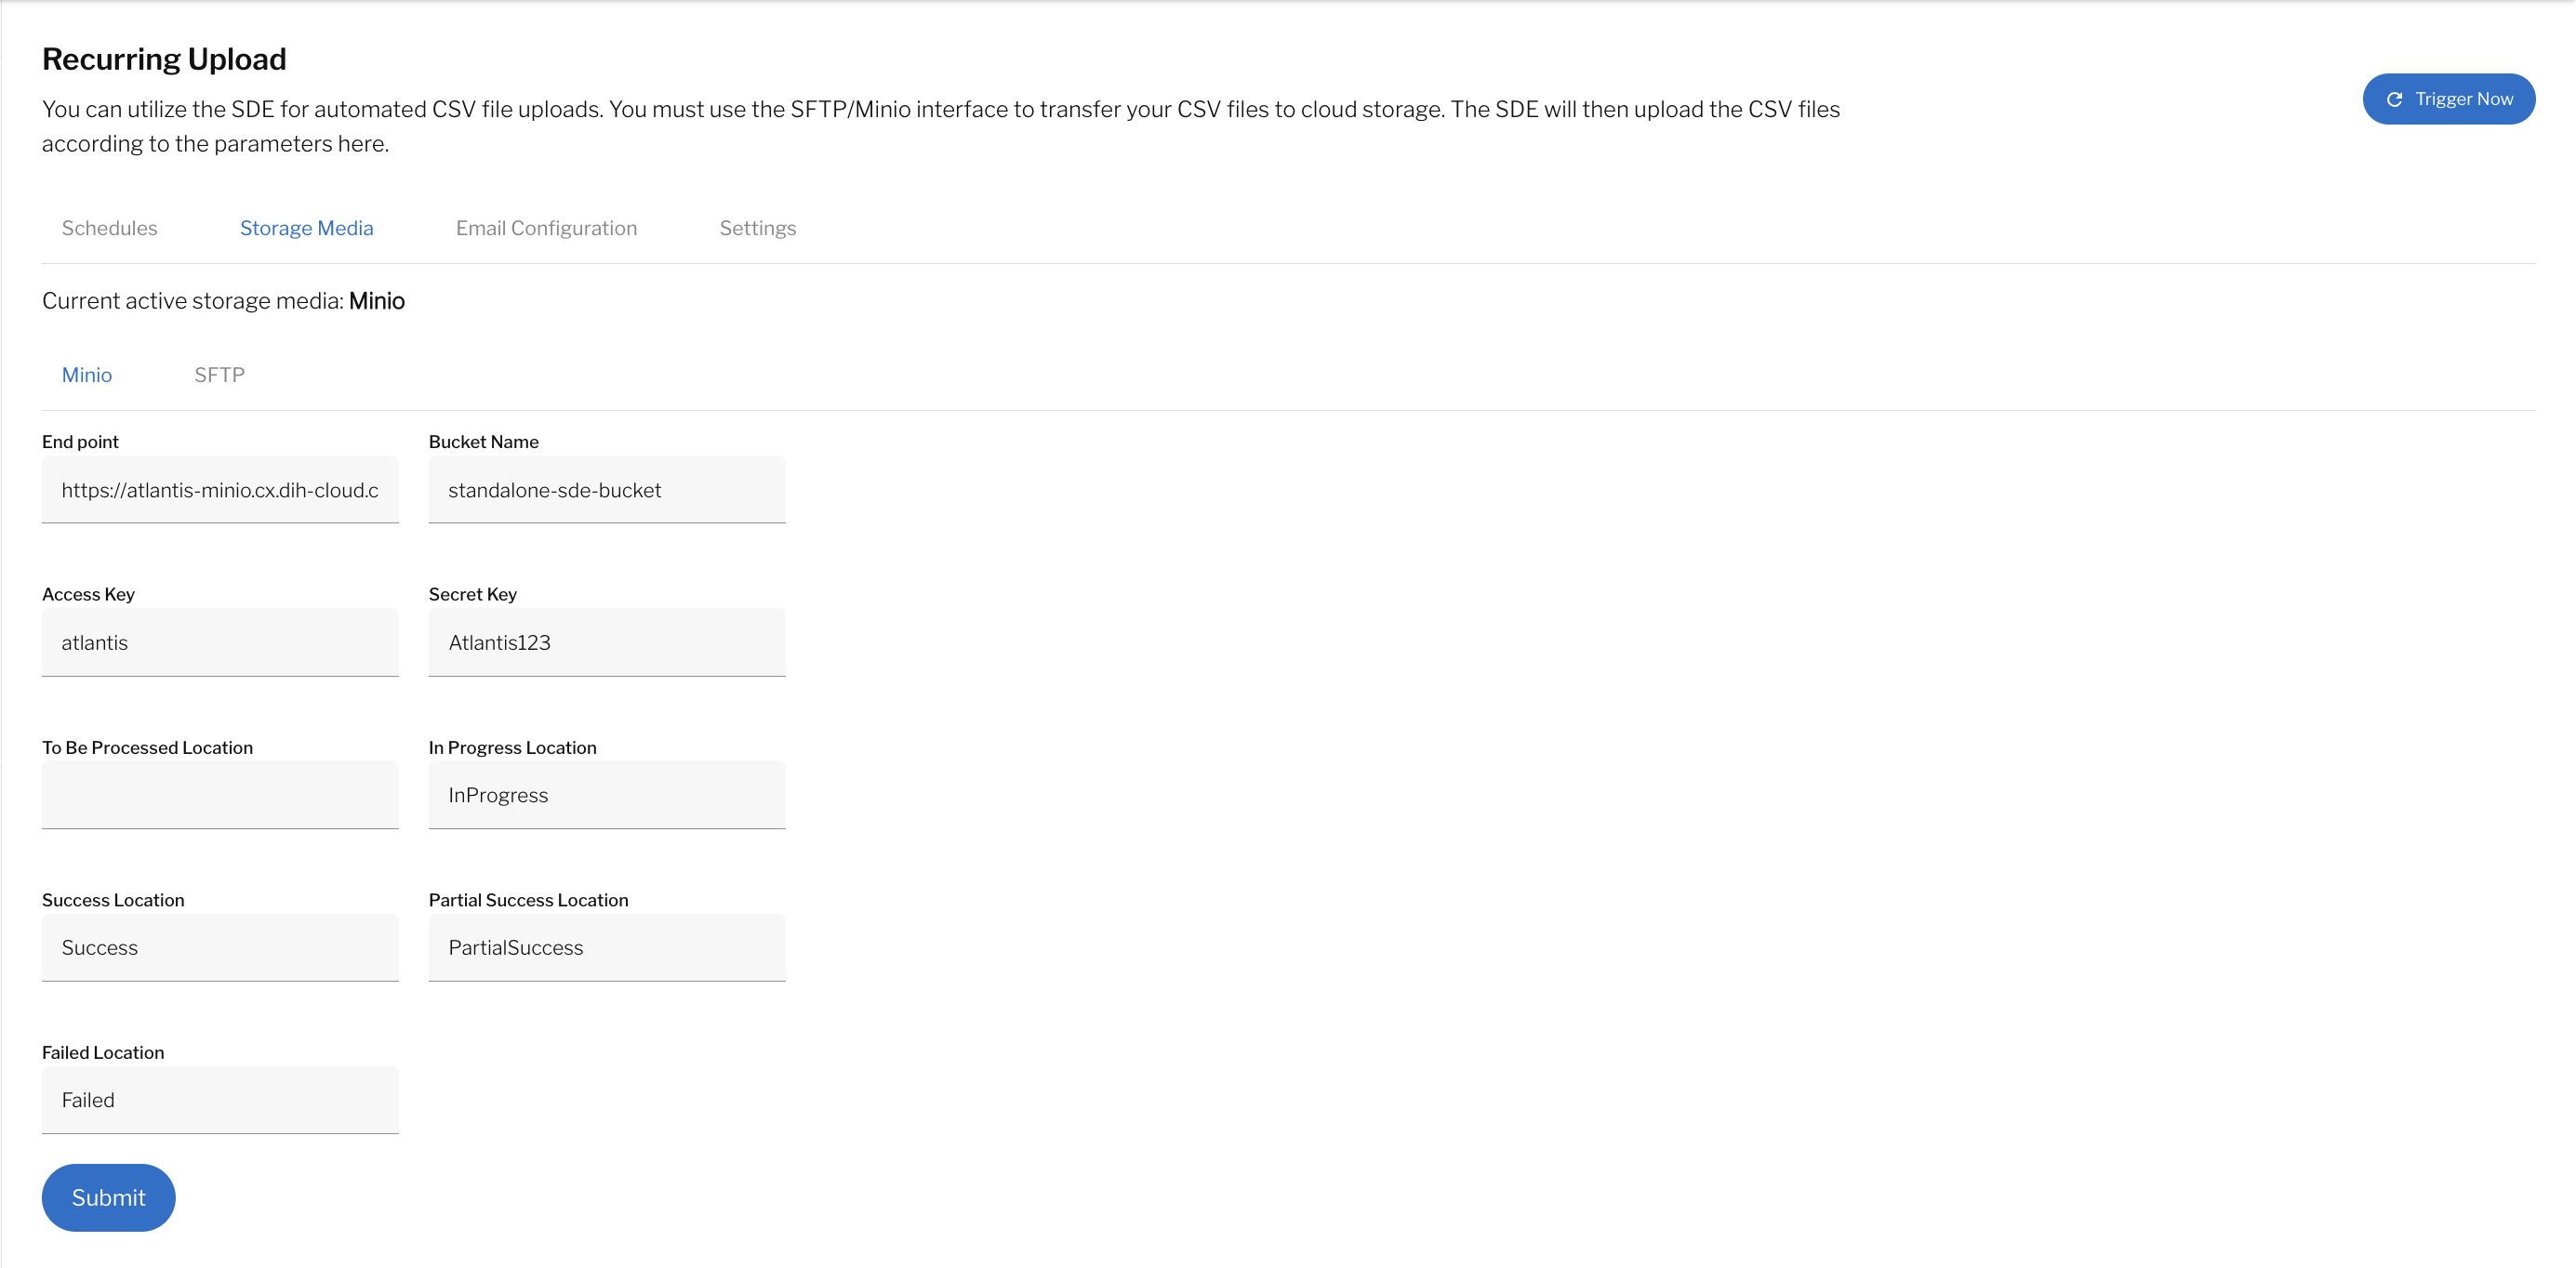 Recurring Upload
You can utilize the SDE for automated CSV file uploads. You must use the SFTP/Minio interface to transfer your CSV files to cloud storage. The SDE will then upload the CSV files
according to the parameters here.
Trigger Now
Schedules Storage Media Email Configuration Settings
Current active storage media: Minio
Minio SFTP
End point Bucket Name
https://atlantis-minio.cx.dih-cloud.c standalone-sde-bucket
Access Key Secret Key
atlantis Atlantis123
To Be Processed Location In Progress Location
InProgress
Success Location Partial Success Location
Success PartialSuccess
Failed Location
Failed
Submit